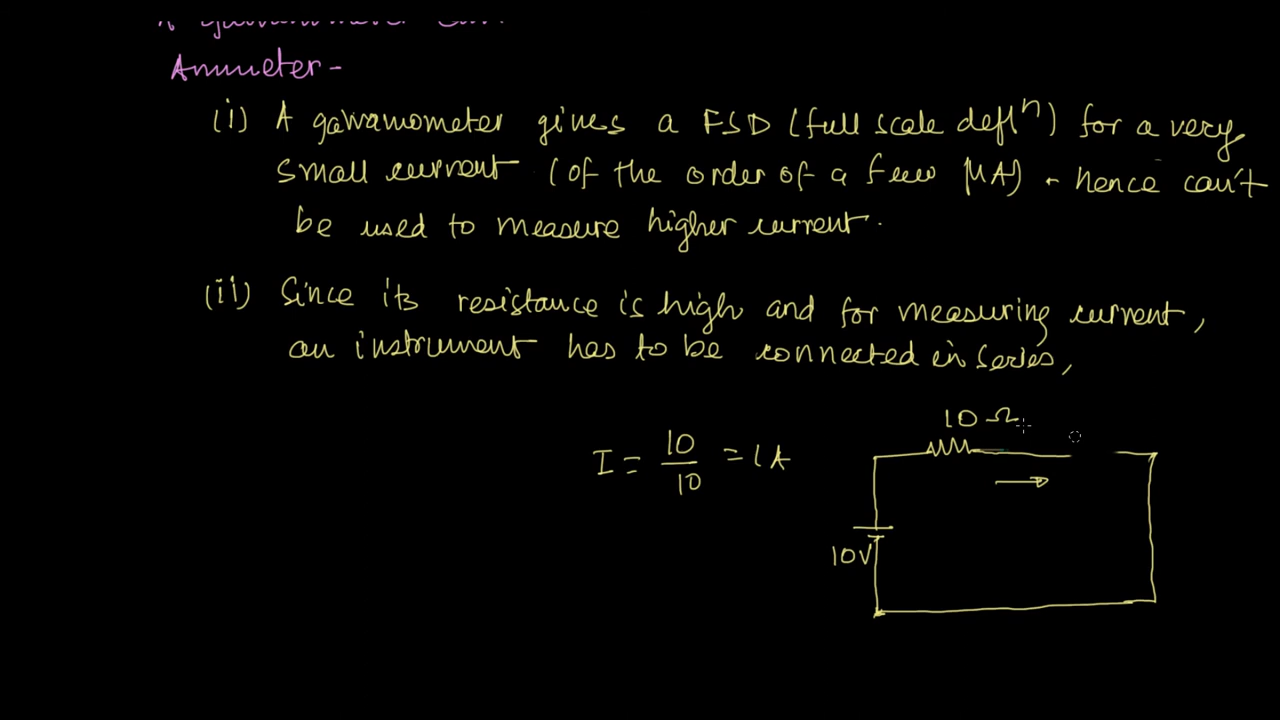 Ammeter -
(i) A galvanometer gives a FSD (full scale deflⁿ) for a very
small current (of the order of a few μA). hence can't
be used to measure higher current.
(ii) Since its resistance is high and for measuring current,
an instrument has to be connected in series,
10 Ω
I = 10/10 = 1A
10V